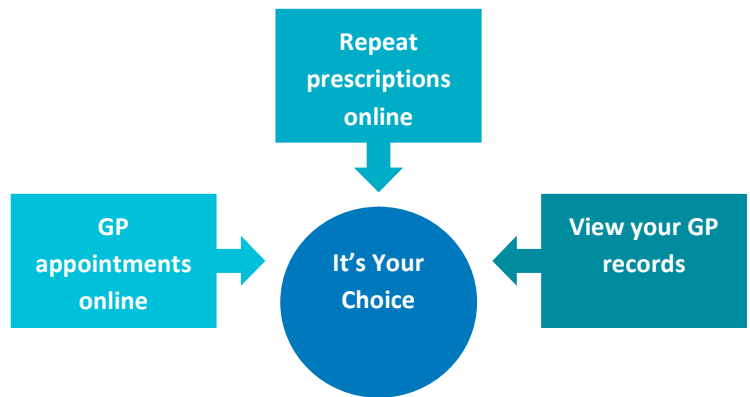 Repeat
prescriptions
online
GP
appointments
online
It’s Your
Choice
View your GP
records